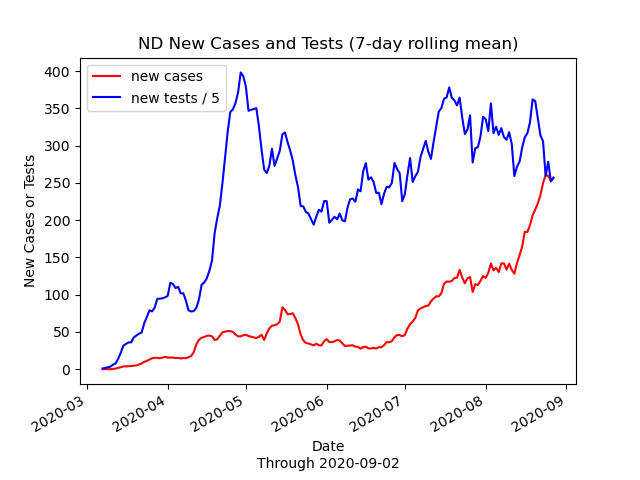 ND New Cases and Tests (7-day rolling mean)
new cases
new tests / 5
New Cases or Tests
400
350
300
250
200
150
100
50
0
2020-03
2020-04
2020-05
2020-06
2020-07
2020-08
2020-09
Date
Through 2020-09-02